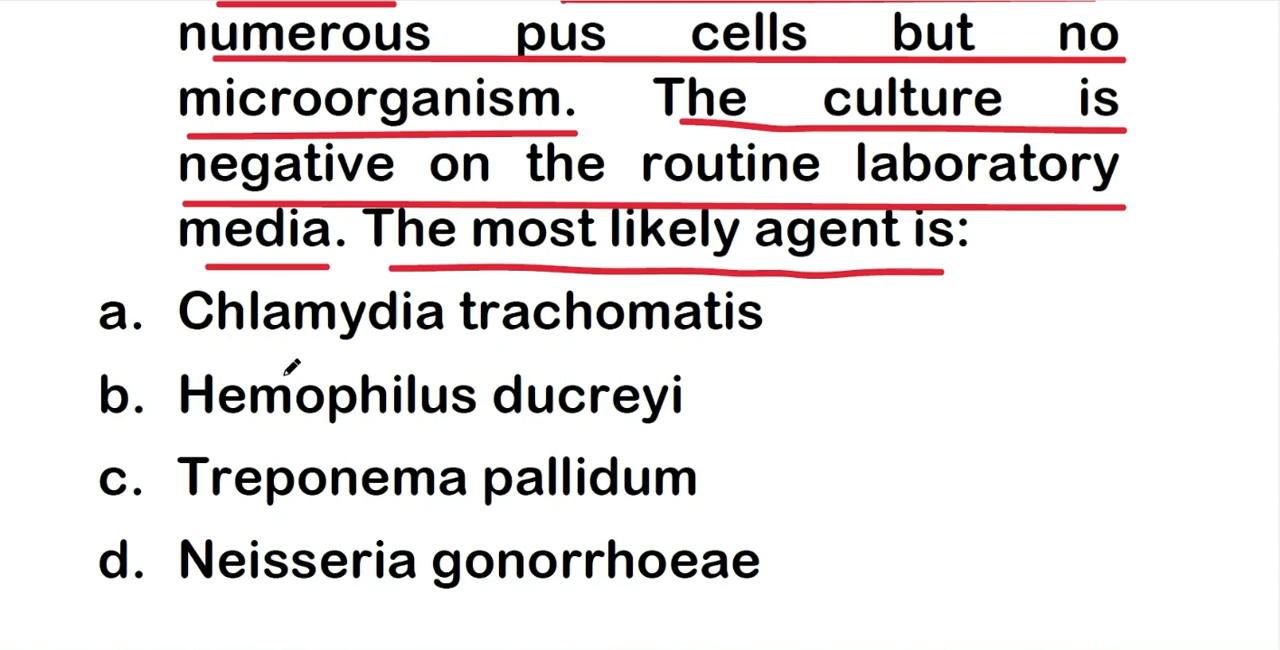 numerous pus cells but no
microorganism. The culture is
negative on the routine laboratory
media. The most likely agent is:
a. Chlamydia trachomatis
b. Hemophilus ducreyi
c. Treponema pallidum
d. Neisseria gonorrhoeae